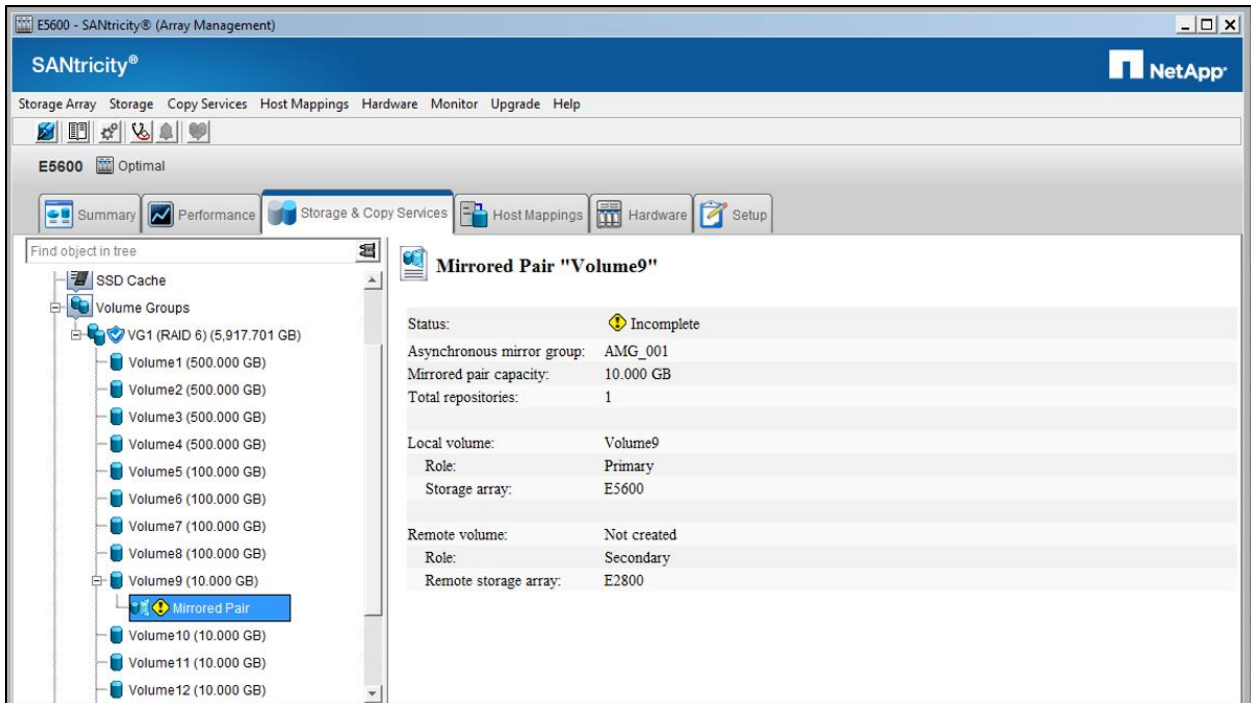 E5600 - SANtricity® (Array Management)
SANtricity®
NetApp·
Storage Array Storage Copy Services Host Mappings Hardware Monitor Upgrade Help
E5600 Optimal
Summary Performance Storage & Copy Services Host Mappings Hardware Setup
Find object in tree
SSD Cache
Volume Groups
VG1 (RAID 6) (5,917.701 GB)
Volume1 (500.000 GB)
Volume2 (500.000 GB)
Volume3 (500.000 GB)
Volume4 (500.000 GB)
Volume5 (100.000 GB)
Volume6 (100.000 GB)
Volume7 (100.000 GB)
Volume8 (100.000 GB)
Volume9 (10.000 GB)
Mirrored Pair
Volume10 (10.000 GB)
Volume11 (10.000 GB)
Volume12 (10.000 GB)
Mirrored Pair "Volume9"
Status: Incomplete
Asynchronous mirror group: AMG_001
Mirrored pair capacity: 10.000 GB
Total repositories: 1
Local volume: Volume9
Role: Primary
Storage array: E5600
Remote volume: Not created
Role: Secondary
Remote storage array: E2800